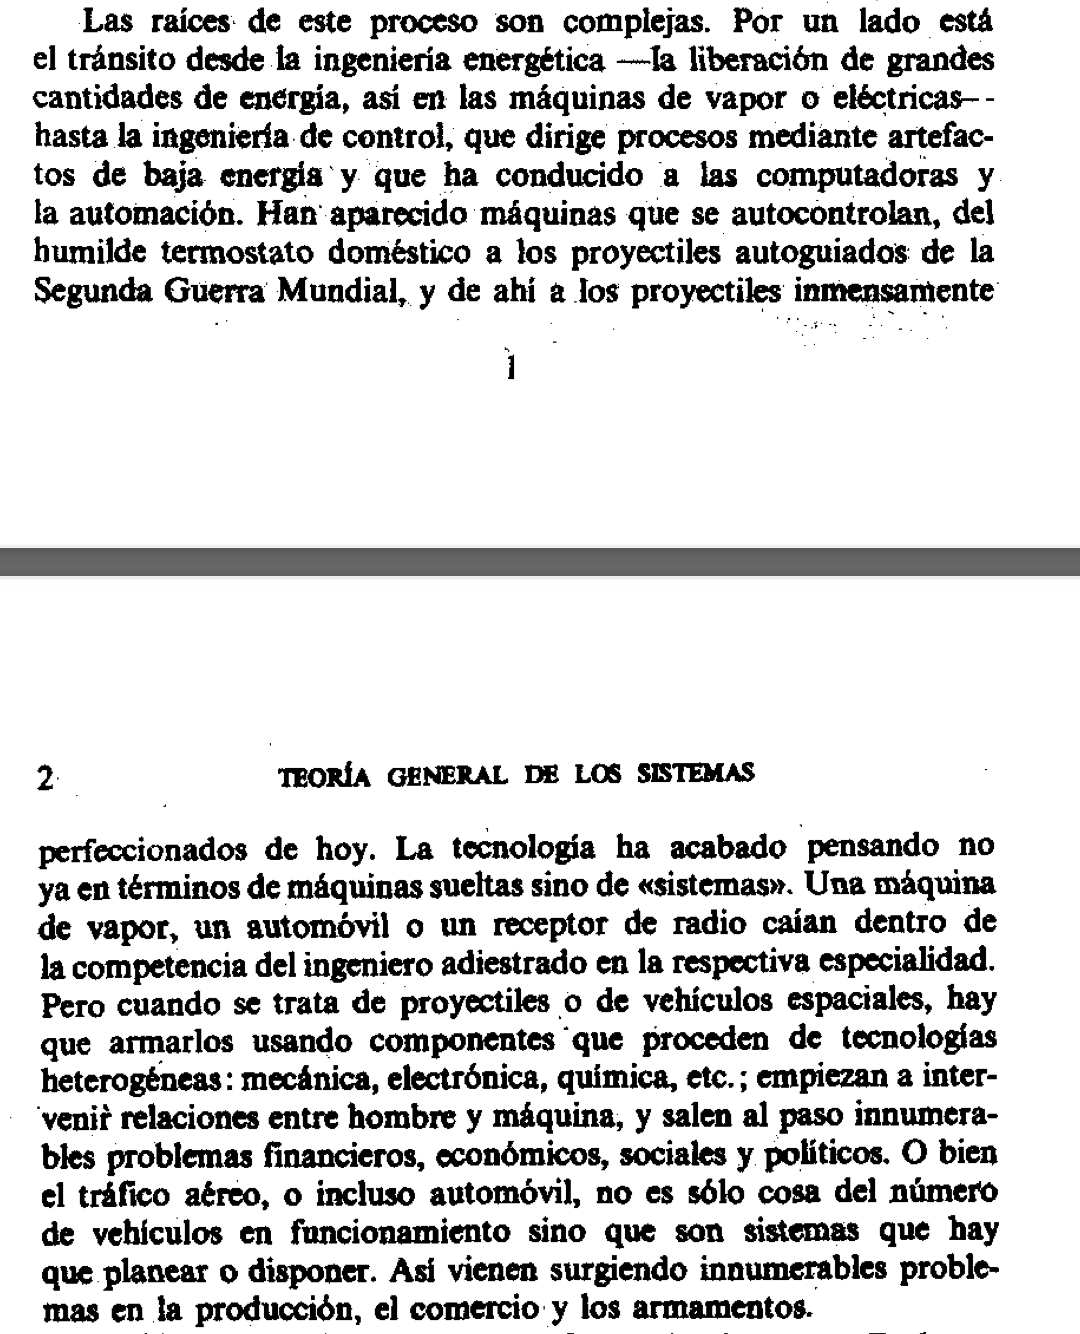 Las raíces de este proceso son complejas. Por un lado está
el tránsito desde la ingeniería energética —la liberación de grandes
cantidades de energía, así en las máquinas de vapor o eléctricas—
hasta la ingeniería de control, que dirige procesos mediante artefac-
tos de baja energía y que ha conducido a las computadoras y
la automación. Han aparecido máquinas que se autocontrolan, del
humilde termostato doméstico a los proyectiles autoguiados de la
Segunda Guerra Mundial, y de ahí a los proyectiles inmensamente
1
2 TEORÍA GENERAL DE LOS SISTEMAS
perfeccionados de hoy. La tecnología ha acabado pensando no
ya en términos de máquinas sueltas sino de «sistemas». Una máquina
de vapor, un automóvil o un receptor de radio caían dentro de
la competencia del ingeniero adiestrado en la respectiva especialidad.
Pero cuando se trata de proyectiles o de vehículos espaciales, hay
que armarlos usando componentes que proceden de tecnologías
heterogéneas: mecánica, electrónica, química, etc.; empiezan a inter-
venir relaciones entre hombre y máquina, y salen al paso innumera-
bles problemas financieros, económicos, sociales y políticos. O bien
el tráfico aéreo, o incluso automóvil, no es sólo cosa del número
de vehículos en funcionamiento sino que son sistemas que hay
que planear o disponer. Así vienen surgiendo innumerables proble-
mas en la producción, el comercio y los armamentos.